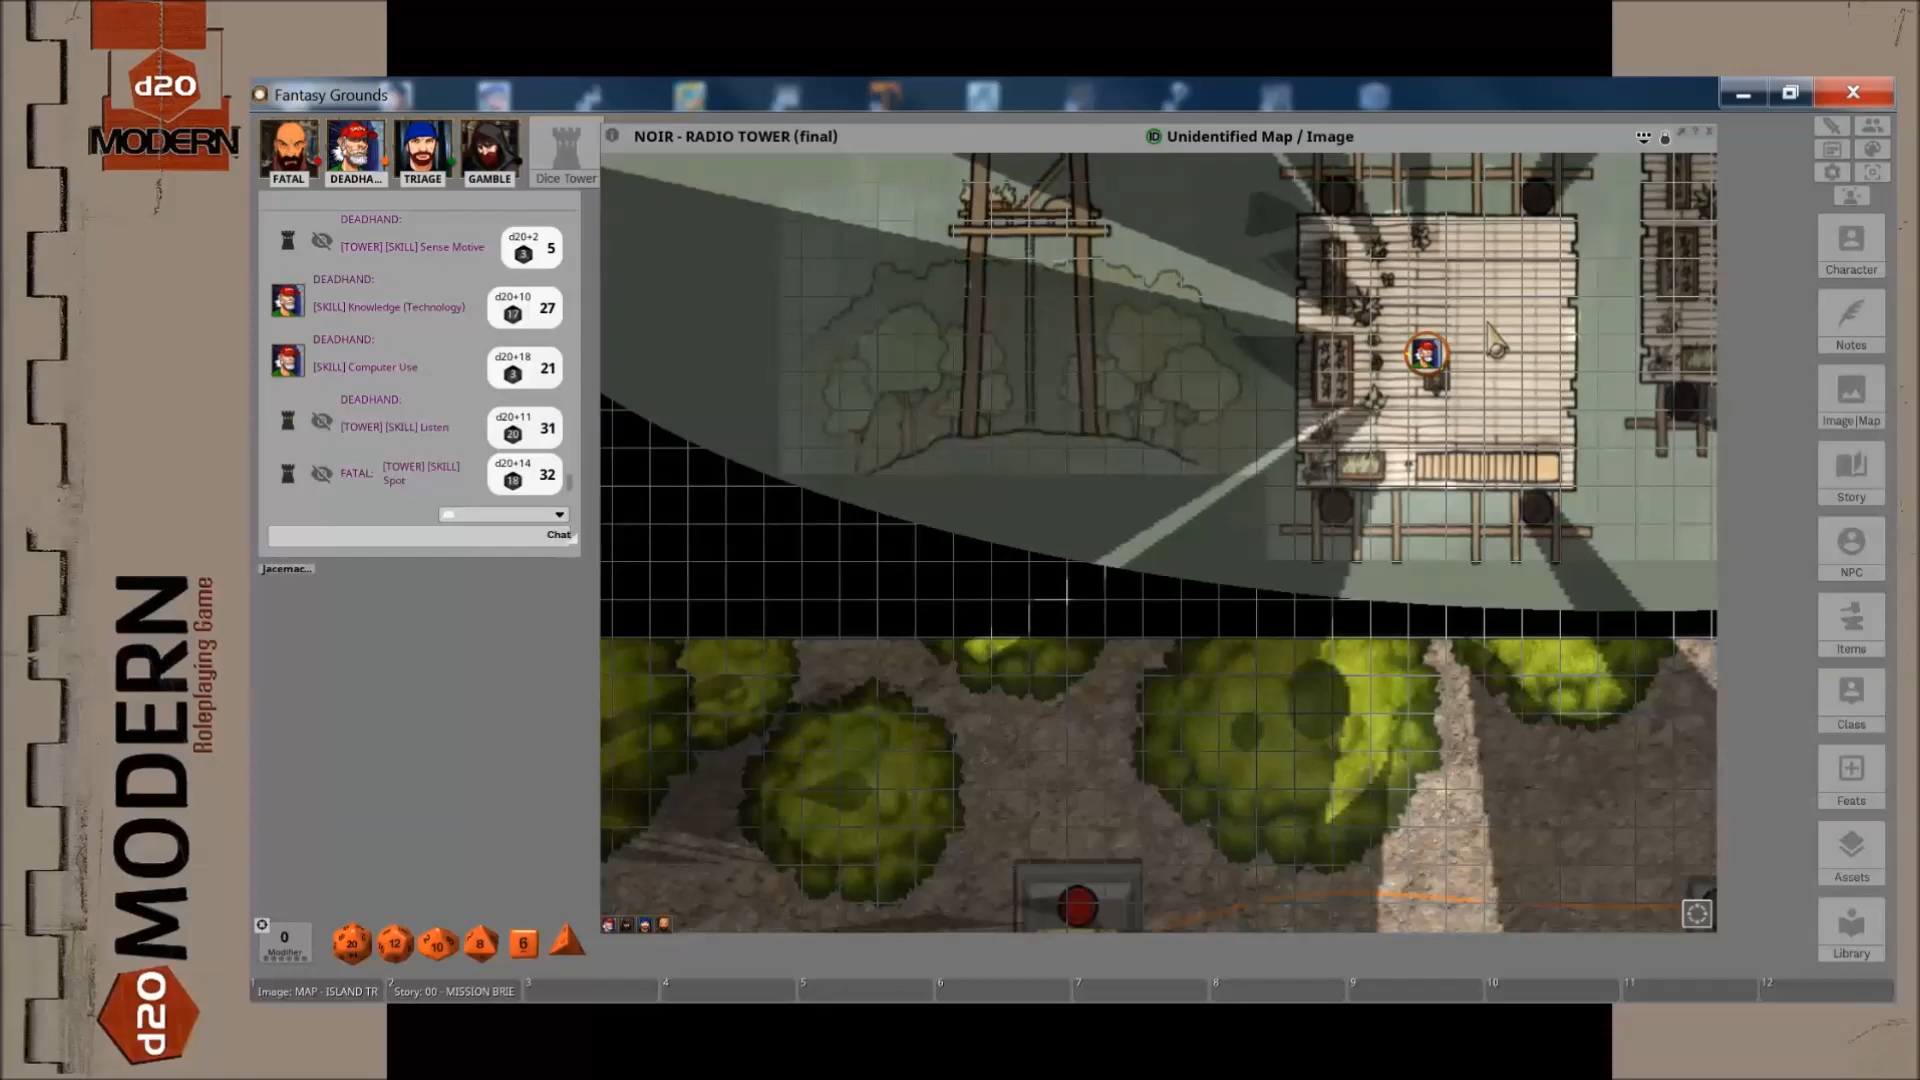 d20
MODERN
MODERN
Roleplaying Game
d20
Fantasy Grounds
FATAL
DEADHA...
TRIAGE
GAMBLE
Dice Tower
NOIR - RADIO TOWER (final)
ID Unidentified Map / Image
DEADHAND:
[TOWER] [SKILL] Sense Motive
d20+2
3
5
DEADHAND:
[SKILL] Knowledge (Technology)
d20+10
17
27
DEADHAND:
[SKILL] Computer Use
d20+18
3
21
DEADHAND:
[TOWER] [SKILL] Listen
d20+11
20
31
FATAL: [TOWER] [SKILL]
Spot
d20+14
18
32
Chat
Jacemac...
Character
Notes
Image|Map
Story
NPC
Items
Class
Feats
Assets
Library
0
Modifier
20
12
10
8
6
1
Image: MAP - ISLAND TR
2
Story: 00 - MISSION BRIE
3
4
5
6
7
8
9
10
11
12